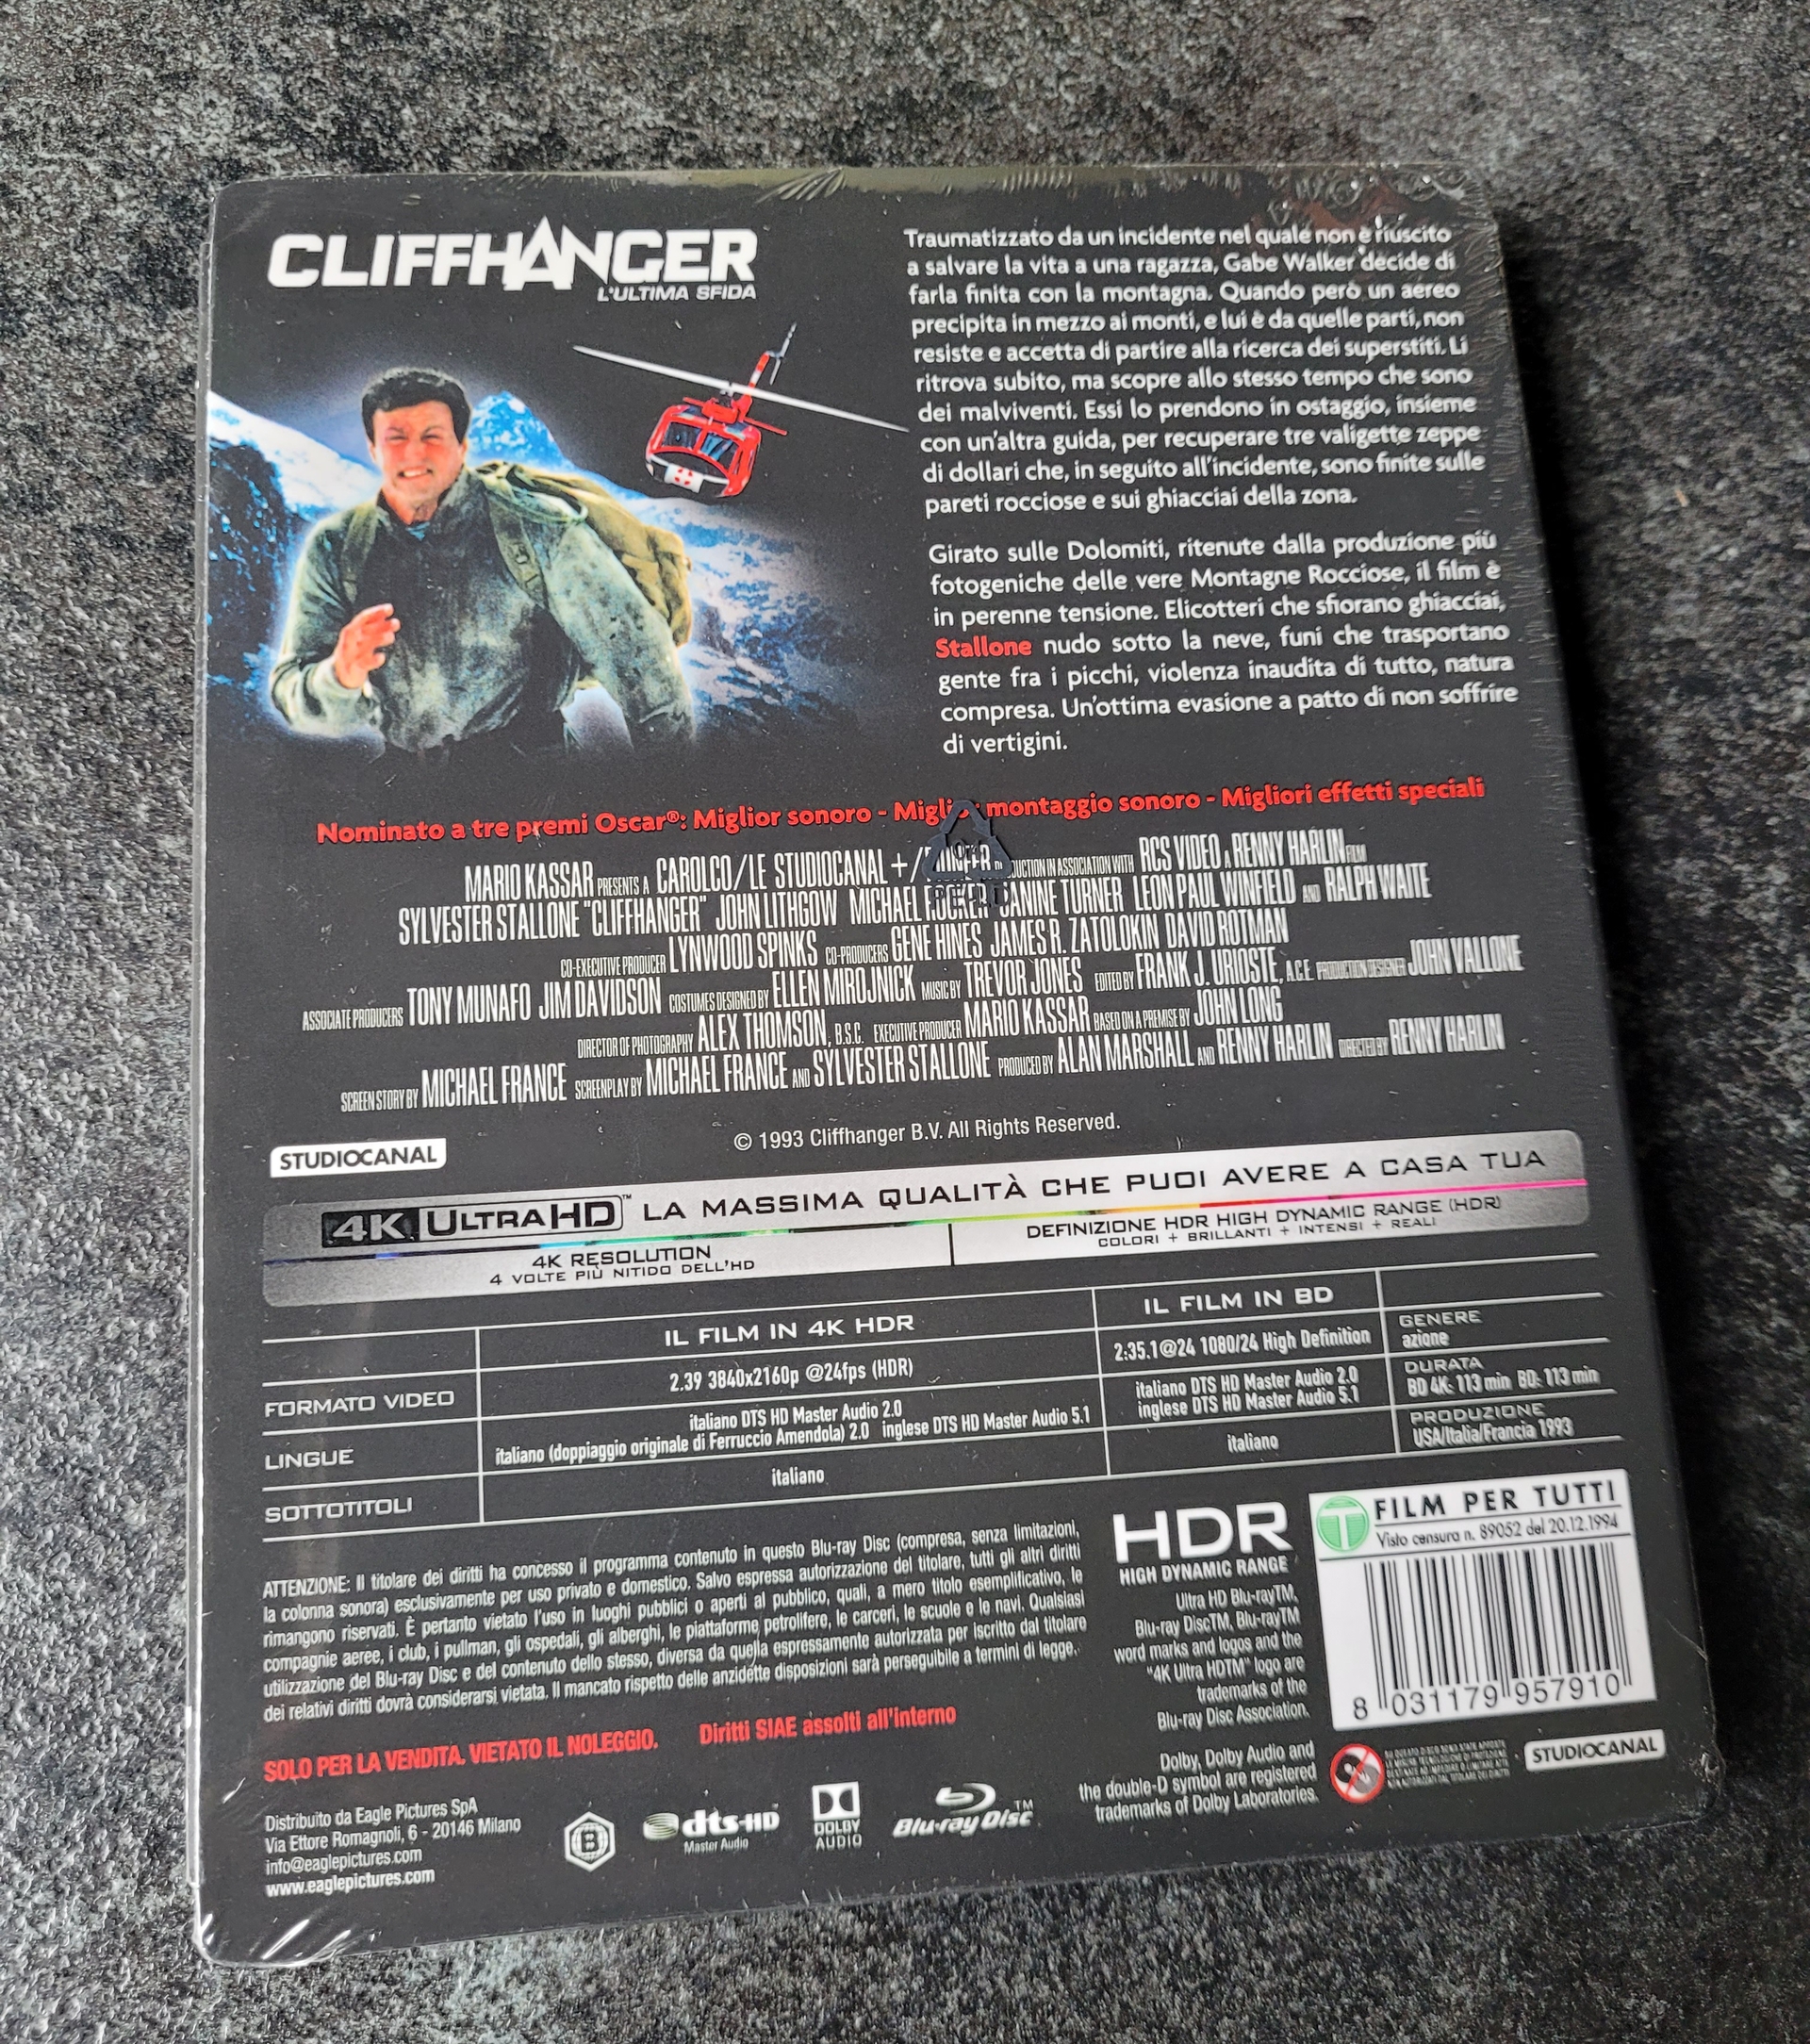 CLIFFHANGER
L'ULTIMA SFIDA
Traumatizzato da un incidente nel quale non è riuscito
a salvare la vita a una ragazza, Gabe Walker decide di
farla finita con la montagna. Quando però un aereo
precipita in mezzo ai monti, e lui è da quelle parti, non
resiste e accetta di partire alla ricerca dei superstiti. Li
ritrova subito, ma scopre allo stesso tempo che sono
dei malviventi. Essi lo prendono in ostaggio, insieme
con un'altra guida, per recuperare tre valigette zeppe
di dollari che, in seguito all'incidente, sono finite sulle
pareti rocciose e sui ghiacciai della zona.
Girato sulle Dolomiti, ritenute dalla produzione più
fotogeniche delle vere Montagne Rocciose, il film è
in perenne tensione. Elicotteri che sfiorano ghiacciai,
Stallone nudo sotto la neve, funi che trasportano
gente fra i picchi, violenza inaudita di tutto, natura
compresa. Un'ottima evasione a patto di non soffrire
di vertigini.
Nominato a tre premi Oscar®: Miglior sonoro - Miglior montaggio sonoro - Migliori effetti speciali
MARIO KASSAR PRESENTS A CAROLCO/LE STUDIOCANAL+/PIONEER PRODUCTION IN ASSOCIATION WITH RCS VIDEO A RENNY HARLIN FILM
SYLVESTER STALLONE "CLIFFHANGER" JOHN LITHGOW MICHAEL ROOKER JANINE TURNER LEON PAUL WINFIELD AND RALPH WAITE
CO-EXECUTIVE PRODUCER LYNWOOD SPINKS CO-PRODUCERS GENE HINES JAMES R. ZATOLOKIN DAVID ROTMAN
ASSOCIATE PRODUCERS TONY MUNAFO JIM DAVIDSON COSTUMES DESIGNED BY ELLEN MIROJNICK MUSIC BY TREVOR JONES EDITED BY FRANK J. URIOSTE, A.C.E. PRODUCTION DESIGNER JOHN VALLONE
DIRECTOR OF PHOTOGRAPHY ALEX THOMSON, B.S.C. EXECUTIVE PRODUCER MARIO KASSAR BASED ON A PREMISE BY JOHN LONG
SCREEN STORY BY MICHAEL FRANCE SCREENPLAY BY MICHAEL FRANCE AND SYLVESTER STALLONE PRODUCED BY ALAN MARSHALL AND RENNY HARLIN DIRECTED BY RENNY HARLIN
© 1993 Cliffhanger B.V. All Rights Reserved.
STUDIOCANAL
4K ULTRA HD™ LA MASSIMA QUALITÀ CHE PUOI AVERE A CASA TUA
4K RESOLUTION
4 VOLTE PIÙ NITIDO DELL'HD
DEFINIZIONE HDR HIGH DYNAMIC RANGE (HDR)
COLORI + BRILLANTI + INTENSI + REALI
IL FILM IN 4K HDR
IL FILM IN BD
FORMATO VIDEO
2.39 3840x2160p @24fps (HDR)
2:35.1@24 1080/24 High Definition
LINGUE
italiano DTS HD Master Audio 2.0
italiano (doppiaggio originale di Ferruccio Amendola) 2.0 inglese DTS HD Master Audio 5.1
italiano DTS HD Master Audio 2.0
inglese DTS HD Master Audio 5.1
SOTTOTITOLI
italiano
italiano
GENERE
azione
DURATA
BD 4K: 113 min BD: 113 min
PRODUZIONE
USA/Italia/Francia 1993
ATTENZIONE: Il titolare dei diritti ha concesso il programma contenuto in questo Blu-ray Disc (compresa, senza limitazioni,
la colonna sonora) esclusivamente per uso privato e domestico. Salvo espressa autorizzazione del titolare, tutti gli altri diritti
rimangono riservati. È pertanto vietato l'uso in luoghi pubblici o aperti al pubblico, quali, a mero titolo esemplificativo, le
compagnie aeree, i club, i pullman, gli ospedali, gli alberghi, le piattaforme petrolifere, le carceri, le scuole e le navi. Qualsiasi
utilizzazione del Blu-ray Disc e del contenuto dello stesso, diversa da quella espressamente autorizzata per iscritto dal titolare
dei relativi diritti dovrà considerarsi vietata. Il mancato rispetto delle anzidette disposizioni sarà perseguibile a termini di legge.
SOLO PER LA VENDITA. VIETATO IL NOLEGGIO. Diritti SIAE assolti all'interno
Distribuito da Eagle Pictures SpA
Via Ettore Romagnoli, 6 - 20146 Milano
info@eaglepictures.com
www.eaglepictures.com
B
dts-HD
Master Audio
DOLBY
AUDIO
Blu-ray Disc™
HDR
HIGH DYNAMIC RANGE
Ultra HD Blu-rayTM,
Blu-ray DiscTM, Blu-rayTM
word marks and logos and the
"4K Ultra HDTM" logo are
trademarks of the
Blu-ray Disc Association.
Dolby, Dolby Audio and
the double-D symbol are registered
trademarks of Dolby Laboratories.
T FILM PER TUTTI
Visto censura n. 89052 del 20.12.1994
8 031179 957910
STUDIOCANAL